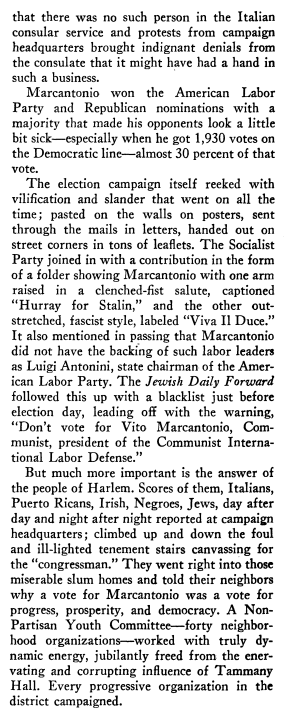 that there was no such person in the Italian
consular service and protests from campaign
headquarters brought indignant denials from
the consulate that it might have had a hand in
such a business.
Marcantonio won the American Labor
Party and Republican nominations with a
majority that made his opponents look a little
bit sick—especially when he got 1,930 votes on
the Democratic line—almost 30 percent of that
vote.
The election campaign itself reeked with
vilification and slander that went on all the
time; pasted on the walls on posters, sent
through the mails in letters, handed out on
street corners in tons of leaflets. The Socialist
Party joined in with a contribution in the form
of a folder showing Marcantonio with one arm
raised in a clenched-fist salute, captioned
"Hurray for Stalin," and the other out-
stretched, fascist style, labeled "Viva Il Duce."
It also mentioned in passing that Marcantonio
did not have the backing of such labor leaders
as Luigi Antonini, state chairman of the Amer-
ican Labor Party. The Jewish Daily Forward
followed this up with a blacklist just before
election day, leading off with the warning,
"Don't vote for Vito Marcantonio, Com-
munist, president of the Communist Interna-
tional Labor Defense."
But much more important is the answer of
the people of Harlem. Scores of them, Italians,
Puerto Ricans, Irish, Negroes, Jews, day after
day and night after night reported at campaign
headquarters; climbed up and down the foul
and ill-lighted tenement stairs canvassing for
the "congressman." They went right into those
miserable slum homes and told their neighbors
why a vote for Marcantonio was a vote for
progress, prosperity, and democracy. A Non-
Partisan Youth Committee—forty neighbor-
hood organizations—worked with truly dy-
namic energy, jubilantly freed from the ener-
vating and corrupting influence of Tammany
Hall. Every progressive organization in the
district campaigned.